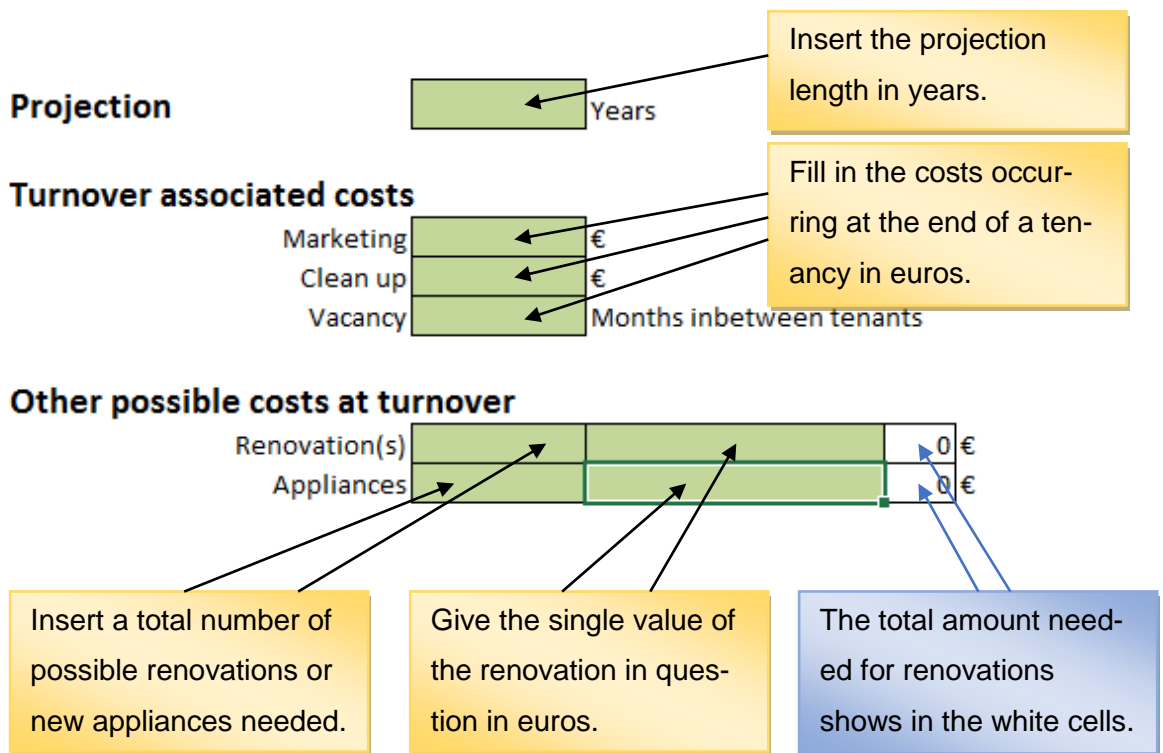 Insert the projection
length in years.
Projection
Years
Fill in the costs occur-
ring at the end of a ten-
ancy in euros.
Turnover associated costs
Marketing €
Clean up €
Vacancy Months inbetween tenants
Other possible costs at turnover
Renovation(s) 0 €
Appliances 0 €
Insert a total number of
possible renovations or
new appliances needed.
Give the single value of
the renovation in ques-
tion in euros.
The total amount need-
ed for renovations
shows in the white cells.